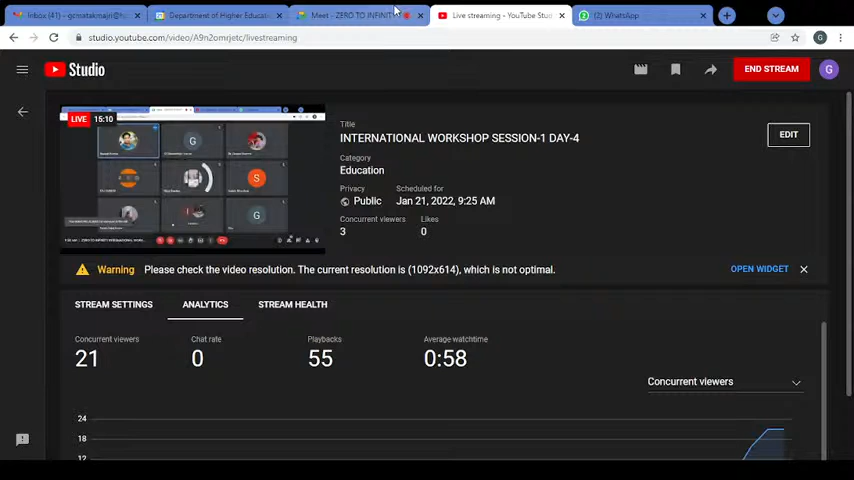 Inbox (41) - gcnsatakmajri@h
Department of Higher Educati
Meet - ZERO TO INFINIT
Live streaming - YouTube Stud
(2) WhatsApp
studio.youtube.com/video/A9n2omrjetc/livestreaming
G
Studio
END STREAM
G
LIVE 15:10
Title
INTERNATIONAL WORKSHOP SESSION-1 DAY-4
EDIT
Category
Education
Privacy
Scheduled for
Public
Jan 21, 2022, 9:25 AM
Concurrent viewers
Likes
3
0
G
S
I
G
Warning Please check the video resolution. The current resolution is (1092x614), which is not optimal.
OPEN WIDGET
STREAM SETTINGS
ANALYTICS
STREAM HEALTH
Concurrent viewers
Chat rate
Playbacks
Average watchtime
21
0
55
0:58
Concurrent viewers
24
18
12